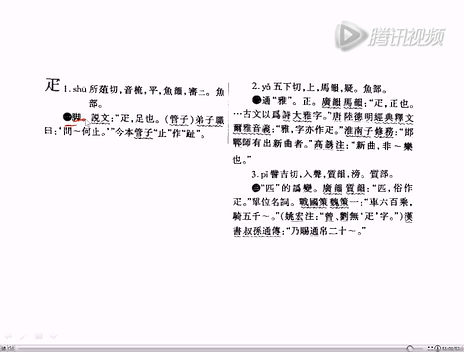 腾讯视频
疋 1. shū 所菹切，音梳，平，魚韻，審二。魚
部。
㊀脚。説文：“疋，足也。（管子）弟子職
曰：‘問～何止。’”今本管子“止”作“趾”。
2. yǎ 五下切，上，馬韻，疑。魚部。
㊀通“雅”。正。廣韻馬韻：“疋，正也。
…古文以爲詩大雅字。”唐陸德明經典釋文
爾雅音義：“雅，字亦作疋。”淮南子修務：“邯
鄲師有出新曲者。”高誘注：“新曲，非～樂
也。”
3. pǐ 譬吉切，入聲，質韻，滂。質部。
㊀“匹”的譌變。廣韻質韻：“匹，俗作
疋。”單位名詞。戰國策魏策一：“車六百乘，
騎五千～。”（姚宏注：“曾、劉無‘疋’字。”）漢
書叔孫通傳：“乃賜通帛二十～。”